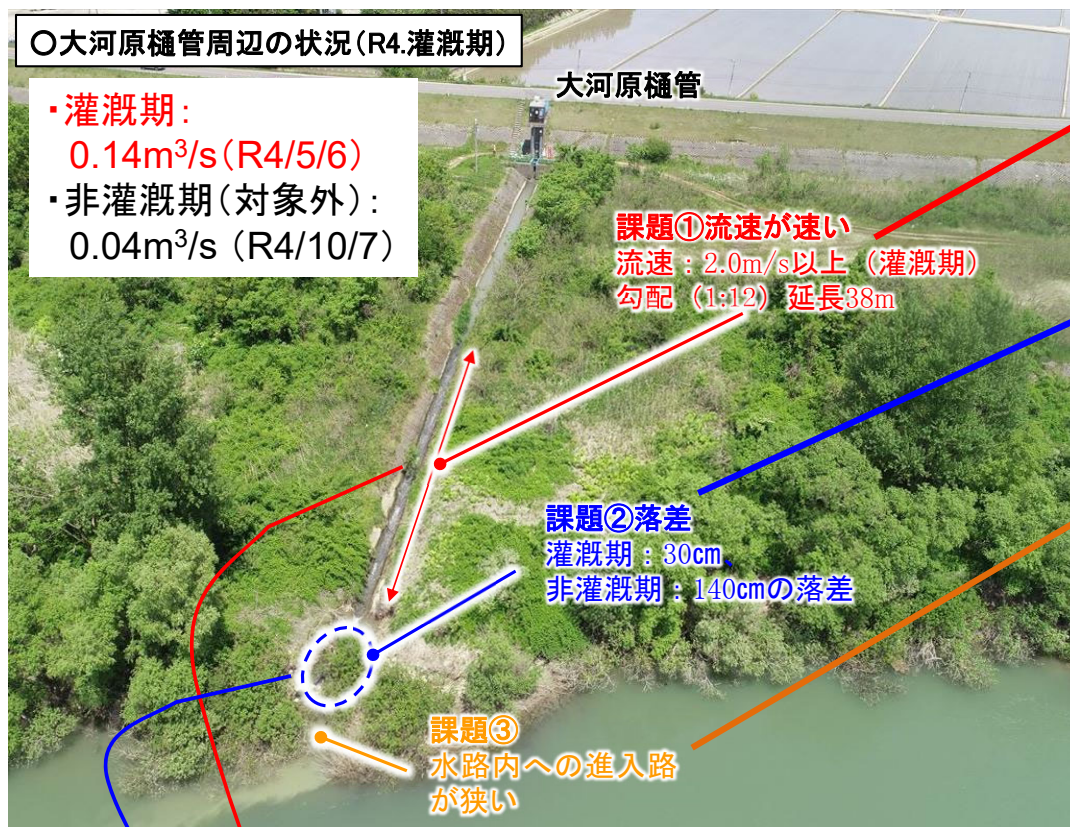 〇大河原樋管周辺の状況（R4.灌漑期）
大河原樋管
・灌漑期：
0.14m³/s（R4/5/6）
・非灌漑期（対象外）：
0.04m³/s（R4/10/7）
課題①流速が速い
流速：2.0m/s以上（灌漑期）
勾配（1:12）延長38m
課題②落差
灌漑期：30㎝、
非灌漑期：140㎝の落差
課題③
水路内への進入路
が狭い